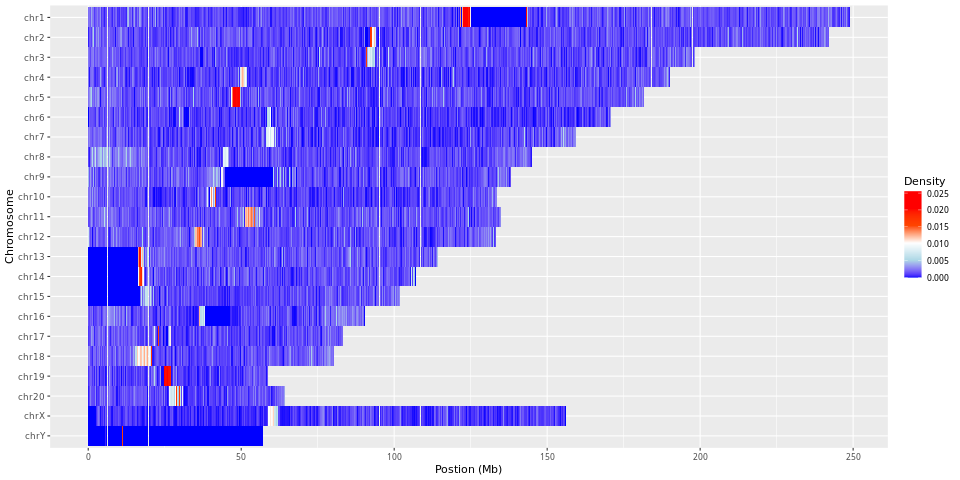 chr1
chr2
chr3
chr4
chr5
chr6
chr7
chr8
chr9
chr10
chr11
chr12
chr13
chr14
chr15
chr16
chr17
chr18
chr19
chr20
chrX
chrY
Chromosome
0 50 100 150 200 250
Postion (Mb)
Density
0.025
0.020
0.015
0.010
0.005
0.000